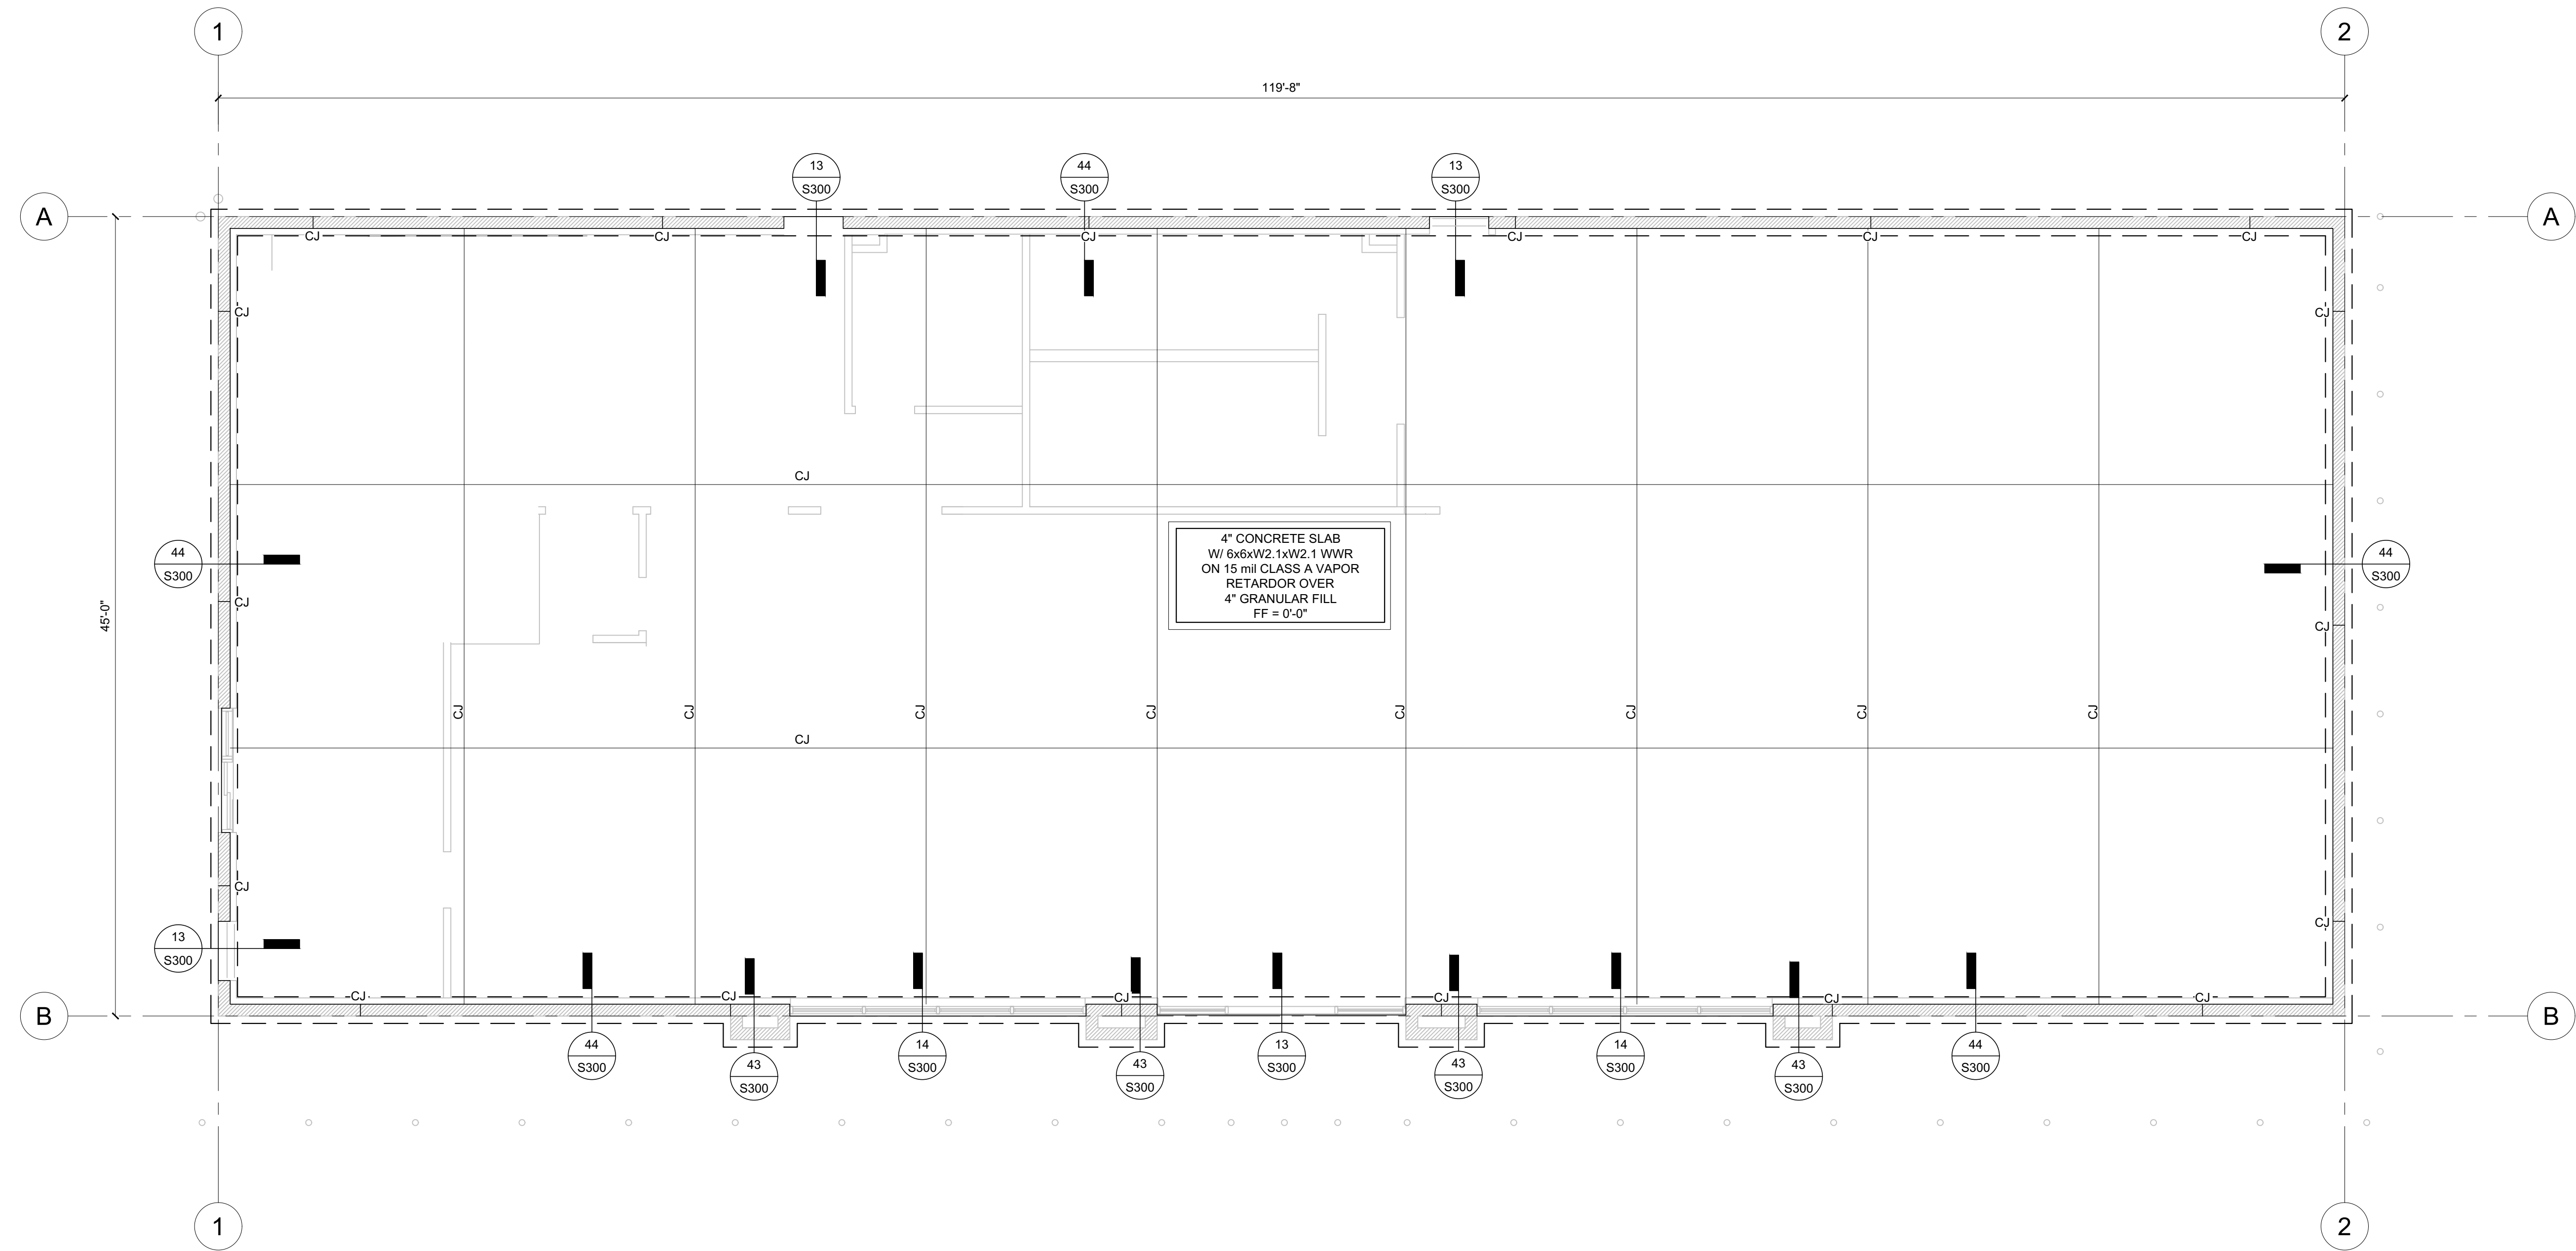 1
2
119'-8"
13
S300
44
S300
13
S300
A
A
CJ
CJ
CJ
CJ
CJ
CJ
CJ
CJ
CJ
4" CONCRETE SLAB
W/ 6x6xW2.1xW2.1 WWR
ON 15 mil CLASS A VAPOR
RETARDOR OVER
4" GRANULAR FILL
FF = 0'-0"
44
S300
44
S300
45'-0"
CJ
CJ
CJ
CJ
CJ
CJ
CJ
CJ
CJ
CJ
CJ
CJ
CJ
13
S300
CJ
CJ
CJ
CJ
CJ
CJ
B
B
44
S300
43
S300
14
S300
43
S300
13
S300
43
S300
14
S300
43
S300
44
S300
1
2